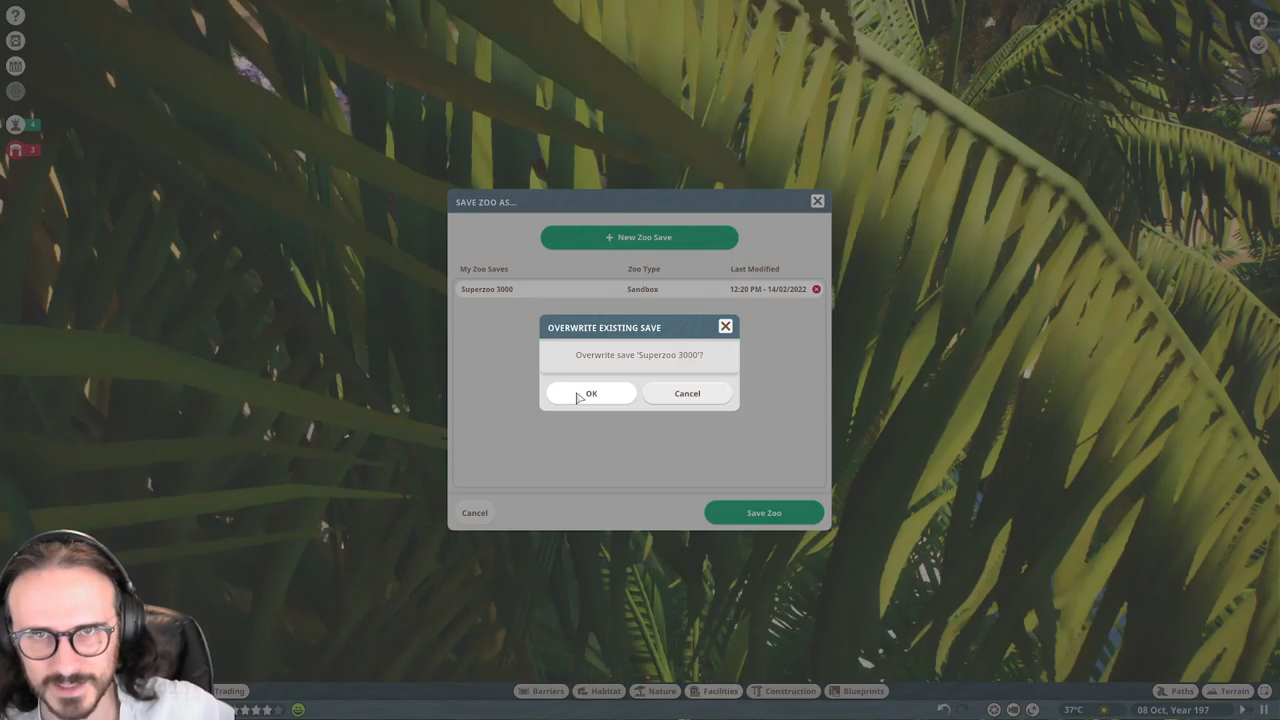 ?
4
3
SAVE ZOO AS...
+ New Zoo Save
My Zoo Saves Zoo Type Last Modified
Superzoo 3000 Sandbox 12:20 PM - 14/02/2022
OVERWRITE EXISTING SAVE
Overwrite save 'Superzoo 3000'?
OK Cancel
Cancel Save Zoo
Trading Barriers Habitat Nature Facilities Construction Blueprints Paths Terrain
37°C 08 Oct, Year 197